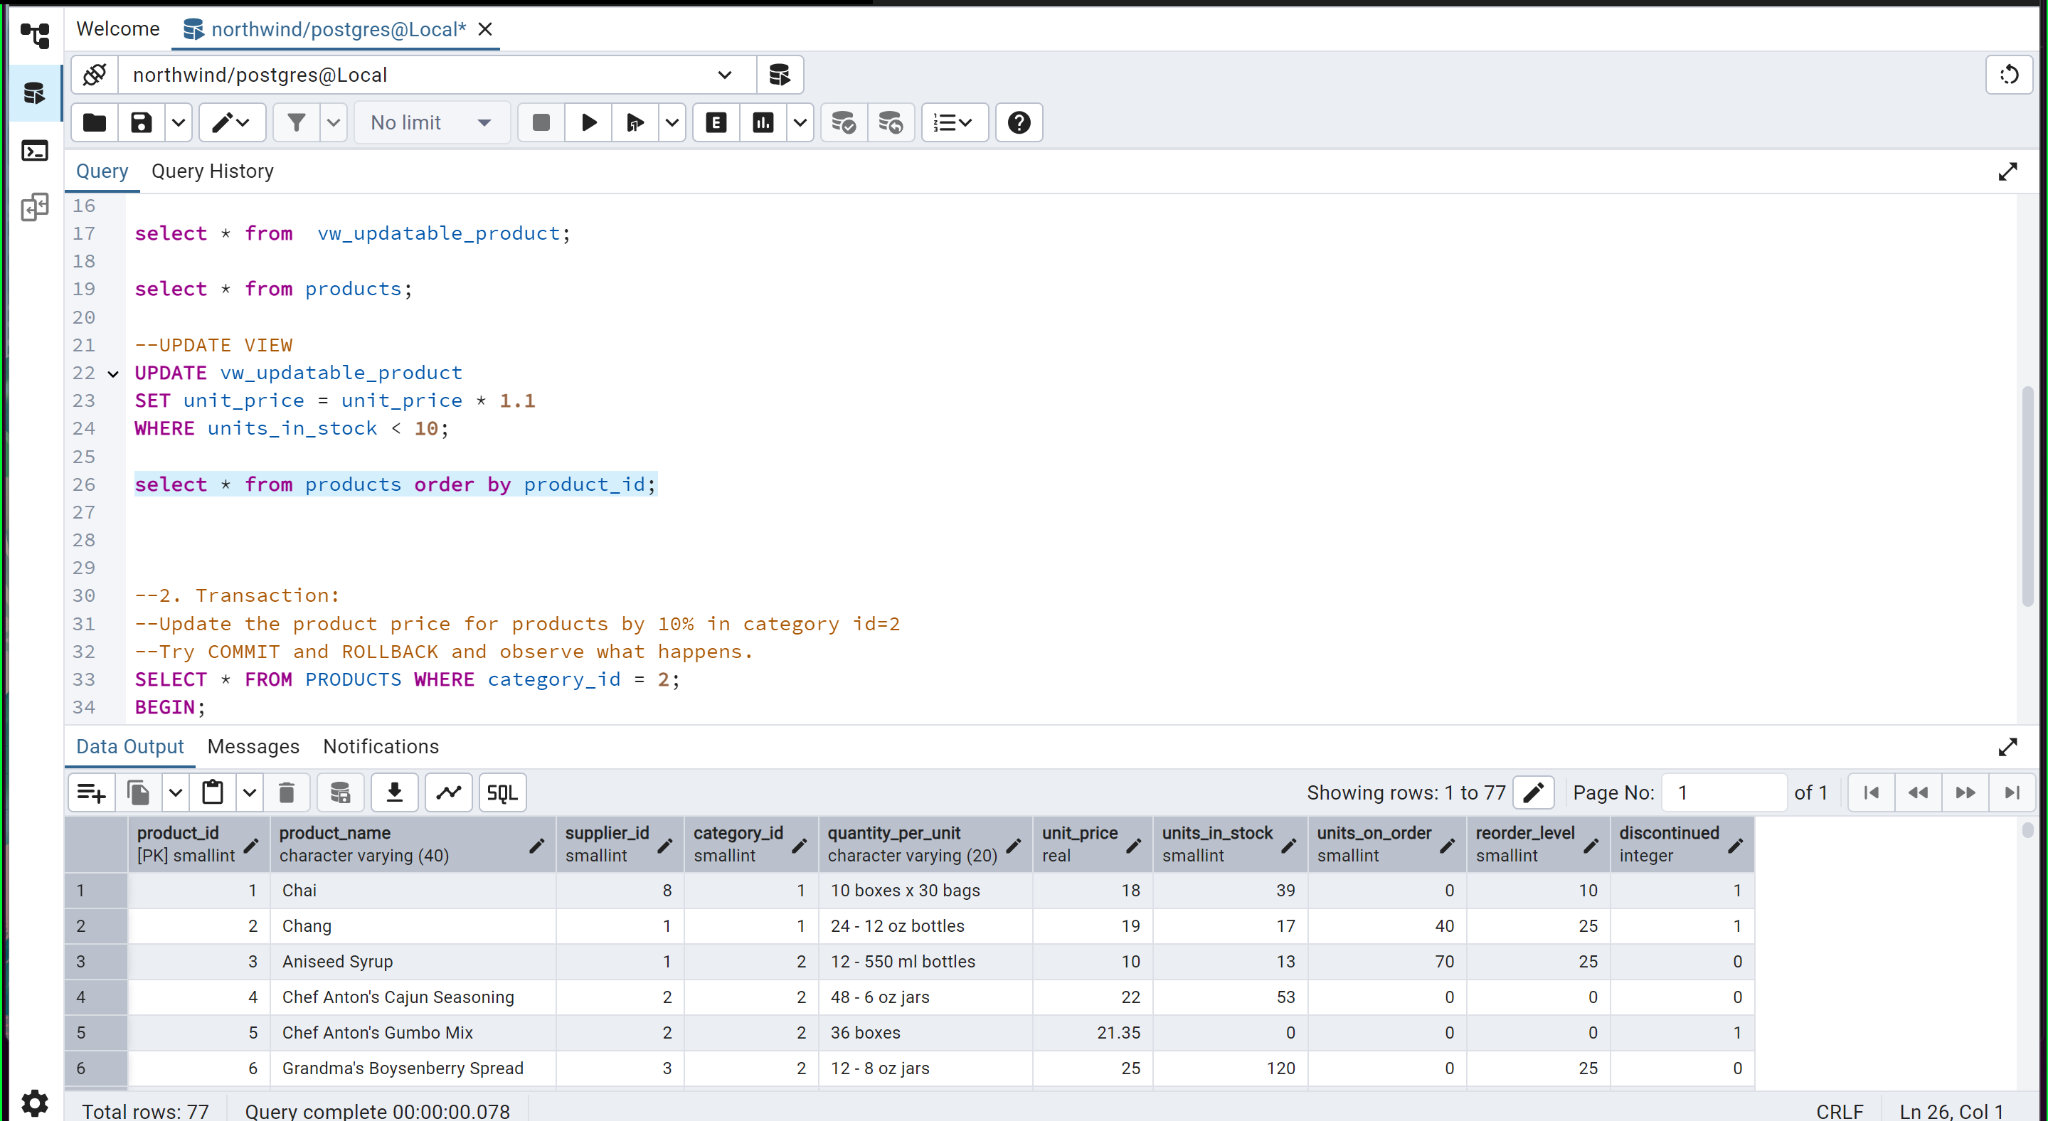 Welcome northwind/postgres@Local*
northwind/postgres@Local
No limit
Query Query History
16
17 select * from  vw_updatable_product;
18
19 select * from products;
20
21 --UPDATE VIEW
22 UPDATE vw_updatable_product
23 SET unit_price = unit_price * 1.1
24 WHERE units_in_stock < 10;
25
26 select * from products order by product_id;
27
28
29
30 --2. Transaction:
31 --Update the product price for products by 10% in category id=2
32 --Try COMMIT and ROLLBACK and observe what happens.
33 SELECT * FROM PRODUCTS WHERE category_id = 2;
34 BEGIN;
Data Output Messages Notifications
SQL Showing rows: 1 to 77 Page No: 1 of 1
product_id product_name supplier_id category_id quantity_per_unit unit_price units_in_stock units_on_order reorder_level discontinued
[PK] smallint character varying (40) smallint smallint character varying (20) real smallint smallint smallint integer
1 1 Chai 8 1 10 boxes x 30 bags 18 39 0 10 1
2 2 Chang 1 1 24 - 12 oz bottles 19 17 40 25 1
3 3 Aniseed Syrup 1 2 12 - 550 ml bottles 10 13 70 25 0
4 4 Chef Anton's Cajun Seasoning 2 2 48 - 6 oz jars 22 53 0 0 0
5 5 Chef Anton's Gumbo Mix 2 2 36 boxes 21.35 0 0 0 1
6 6 Grandma's Boysenberry Spread 3 2 12 - 8 oz jars 25 120 0 25 0
Total rows: 77 Query complete 00:00:00.078 CRLF Ln 26, Col 1